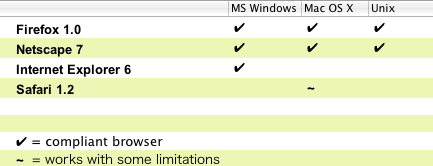 MS Windows Mac OS X Unix
Firefox 1.0 ✔ ✔ ✔
Netscape 7 ✔ ✔ ✔
Internet Explorer 6 ✔
Safari 1.2 ~
✔ = compliant browser
~ = works with some limitations